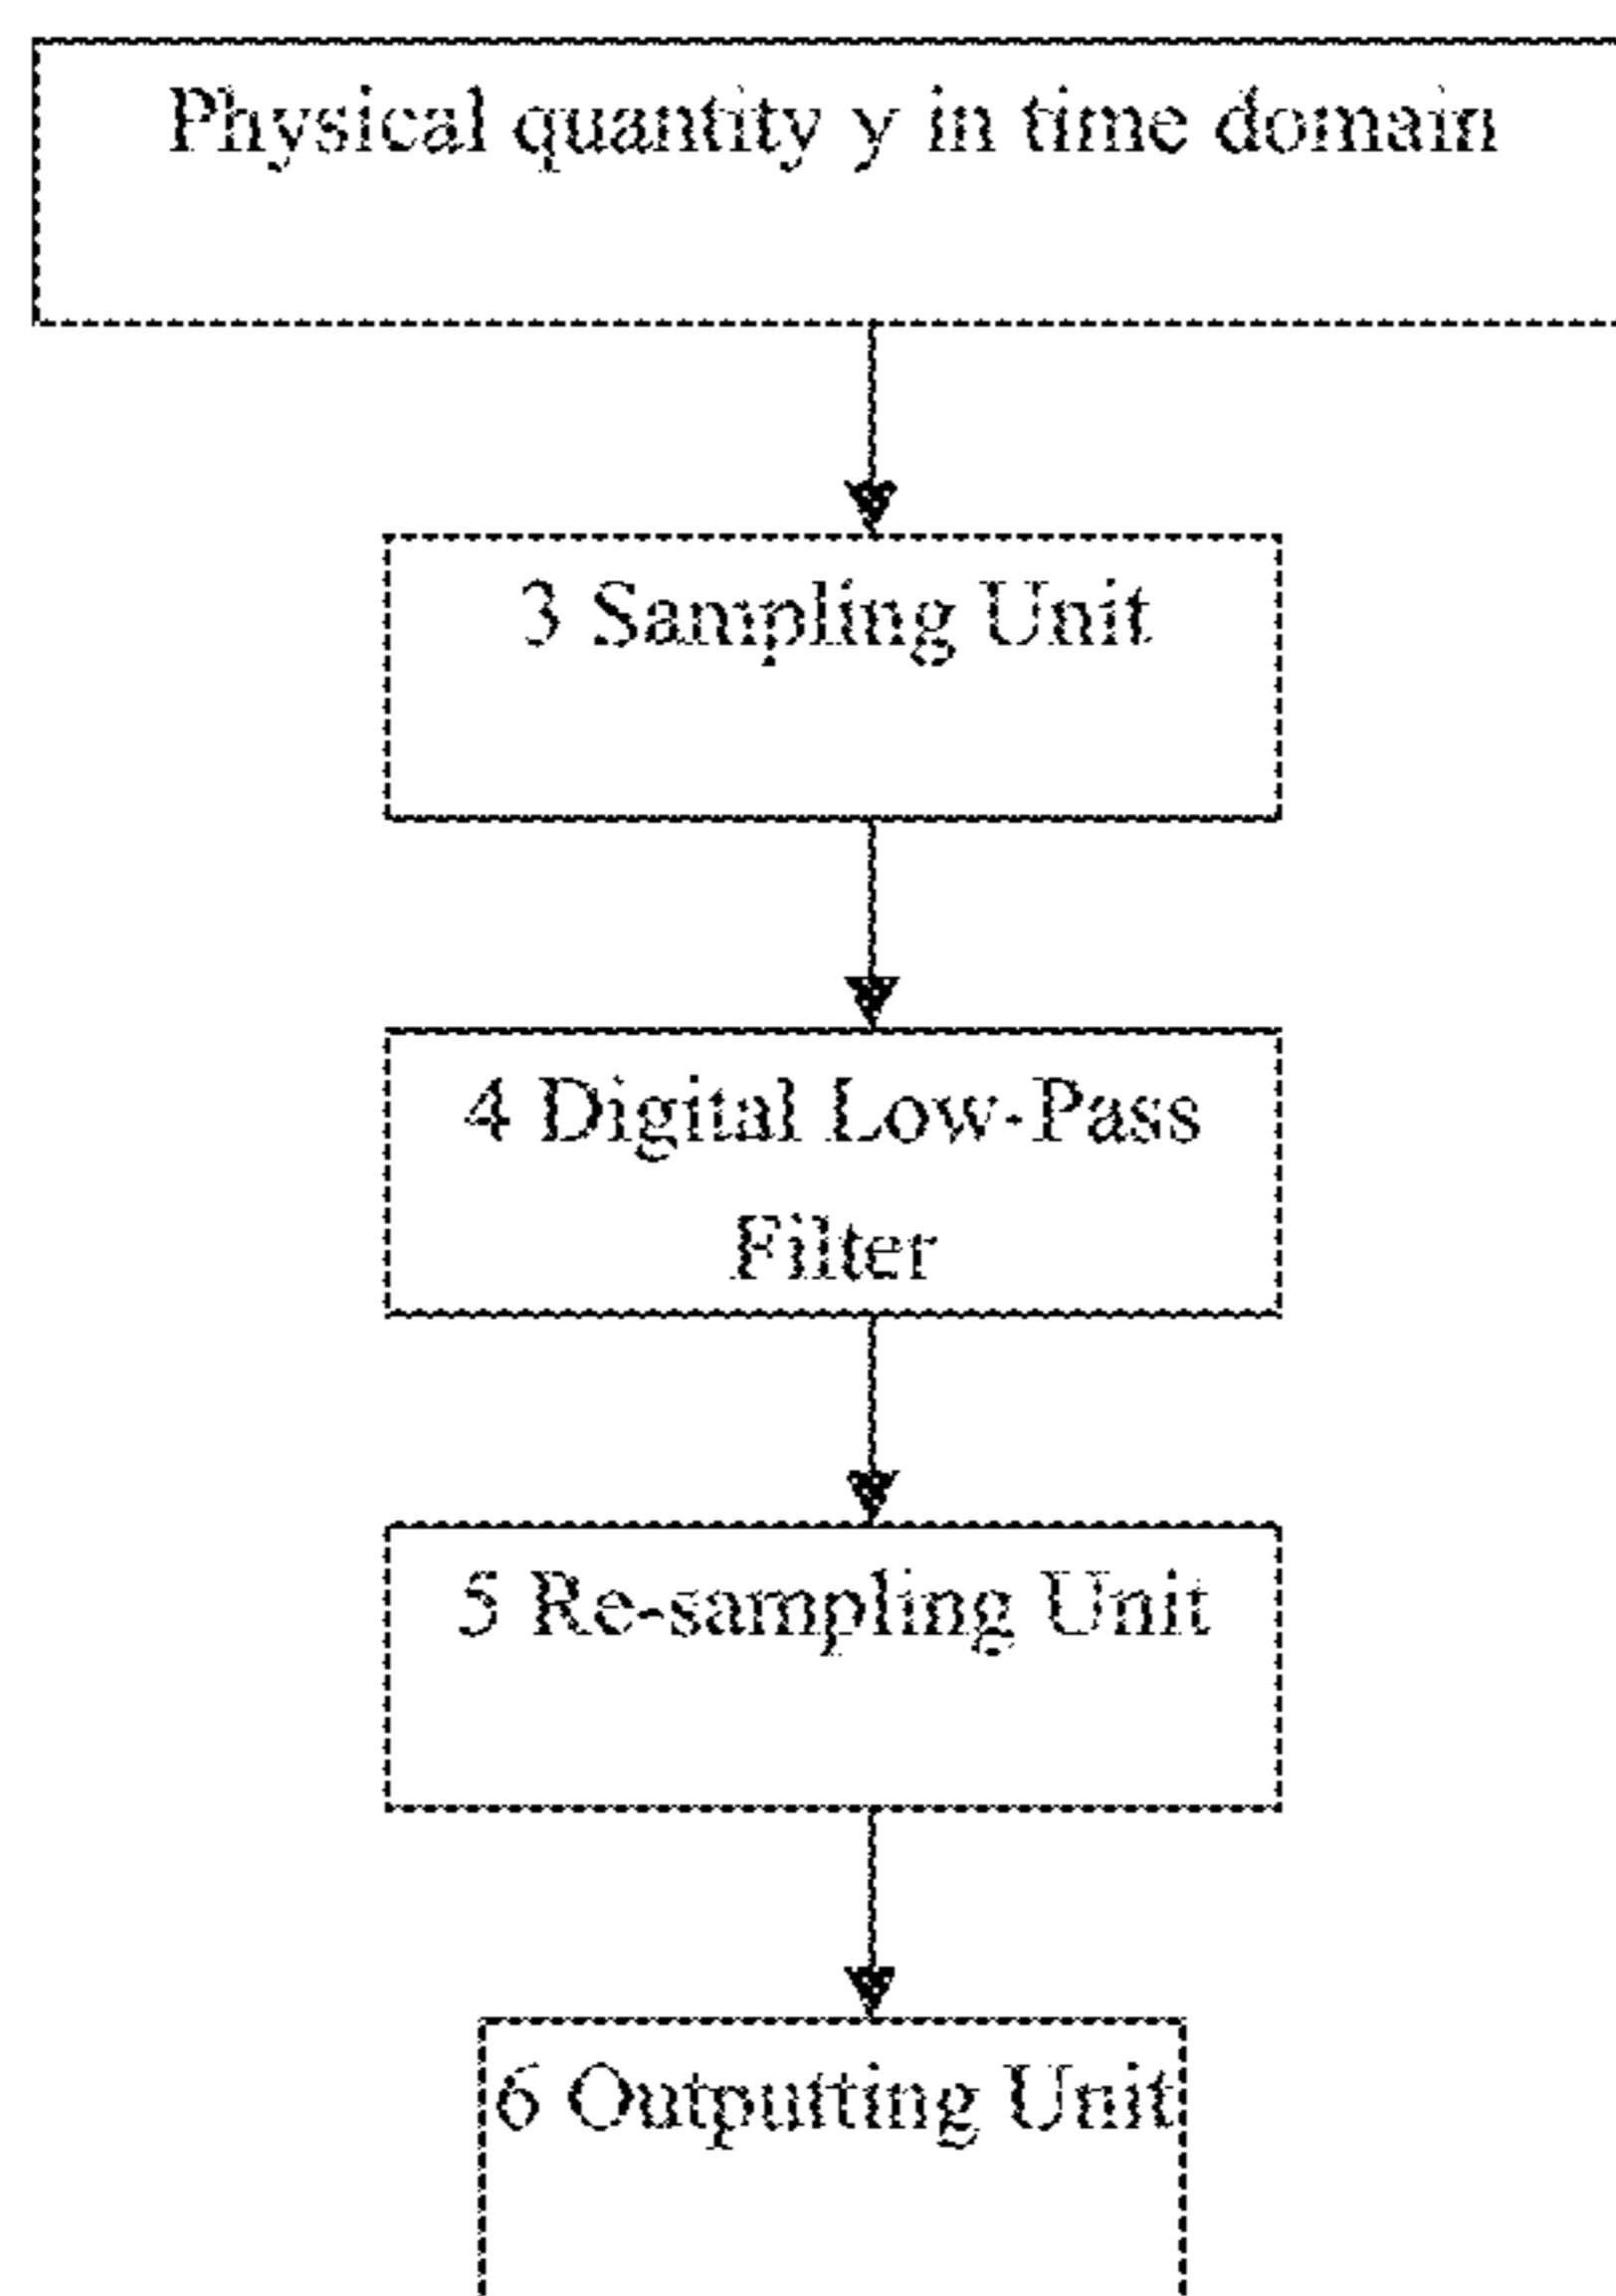 Physical quantity y in time domain
3 Sampling Unit
4 Digital Low-Pass
Filter
5 Re-sampling Unit
6 Outputting Unit